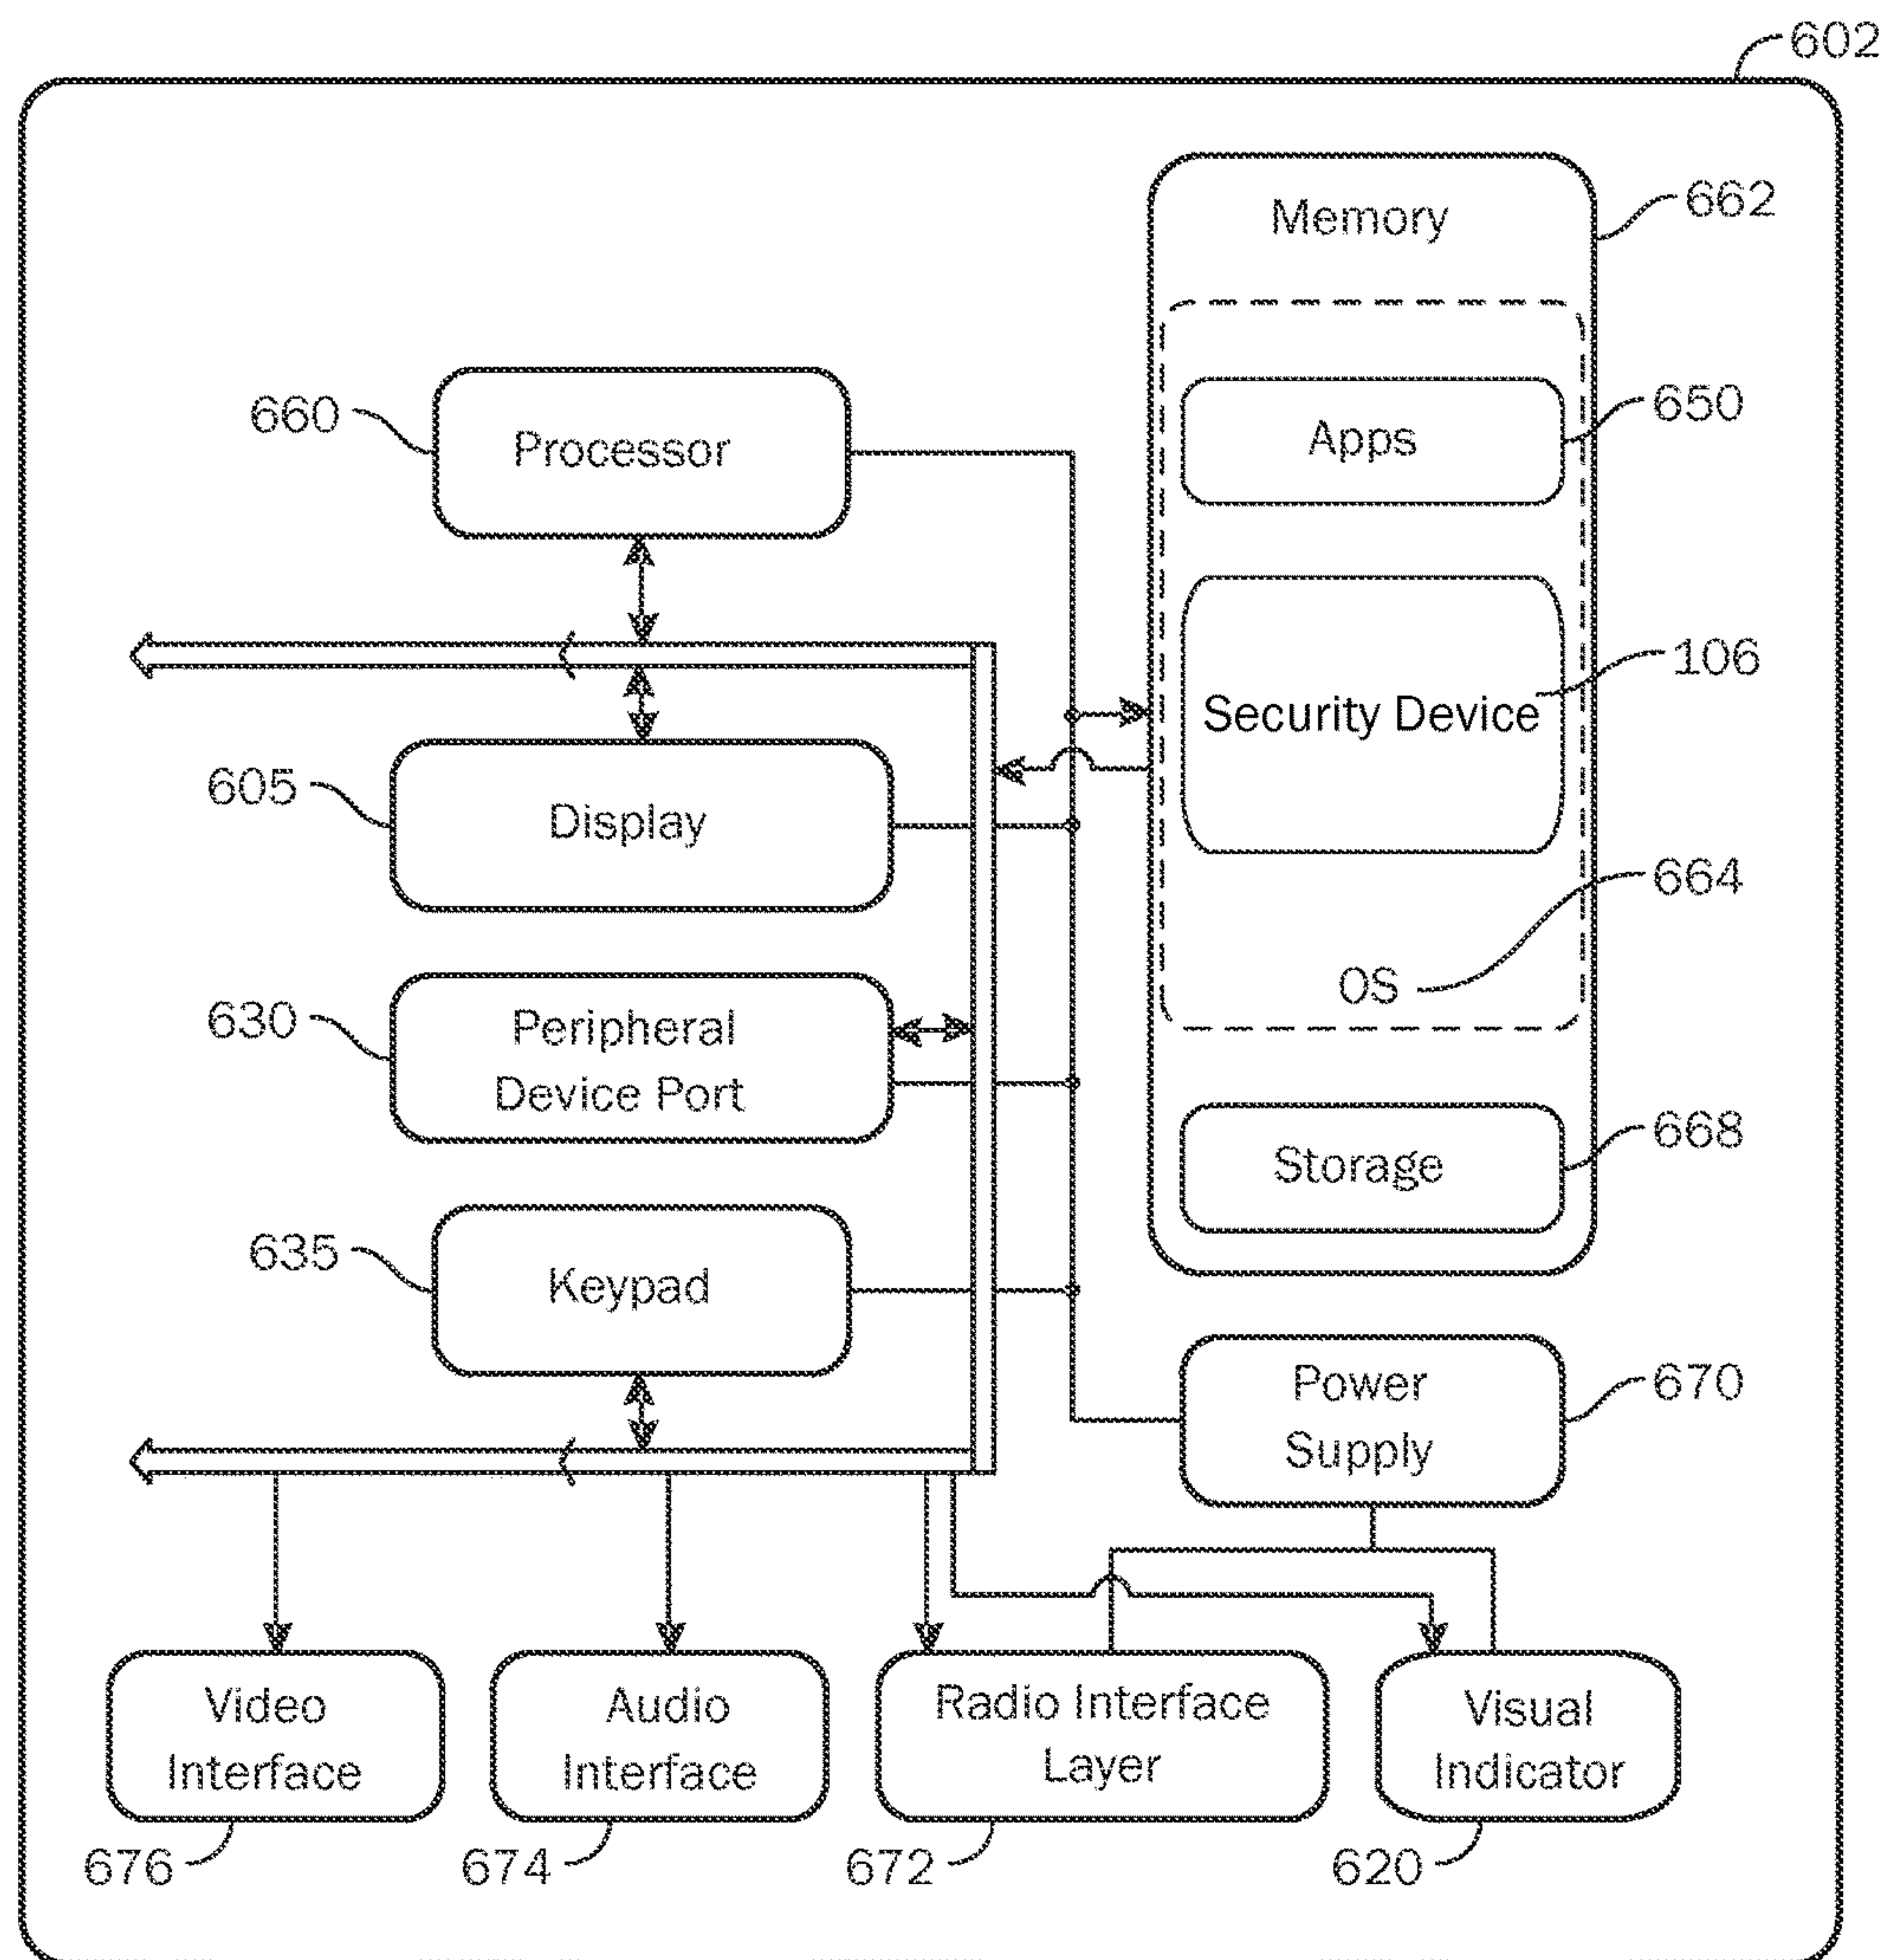 602
Memory
662
Apps
650
660
Processor
Security Device
106
605
Display
664
OS
630
Peripheral
Device Port
Storage
668
635
Keypad
Power
Supply
670
Video
Interface
Audio
Interface
Radio Interface
Layer
Visual
Indicator
676
674
672
620